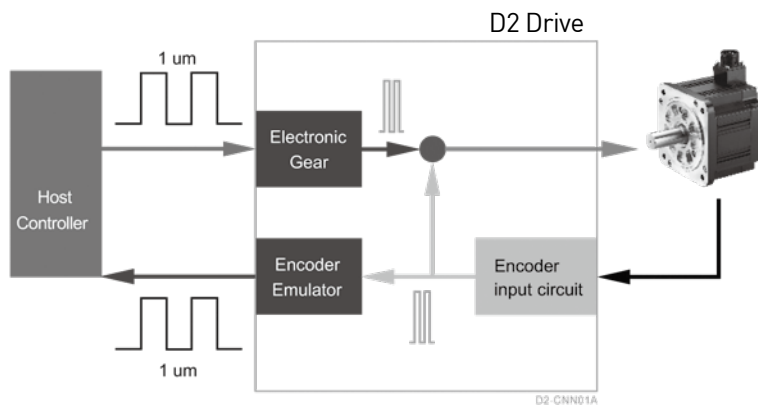 D2 Drive
1 um
Electronic
Gear
Host
Controller
Encoder
Emulator
Encoder
input circuit
1 um
D2-CNN01A